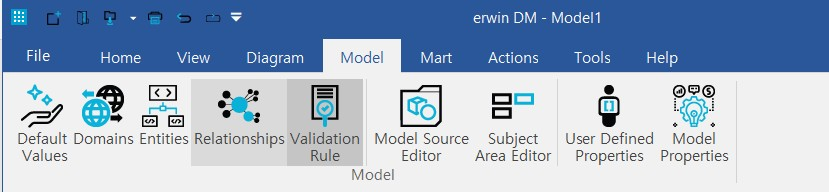 erwin DM - Model1
File Home View Diagram Model Mart Actions Tools Help
Default Values
Domains
Entities
Relationships
Validation Rule
Model Source Editor
Subject Area Editor
User Defined Properties
Model Properties
Model